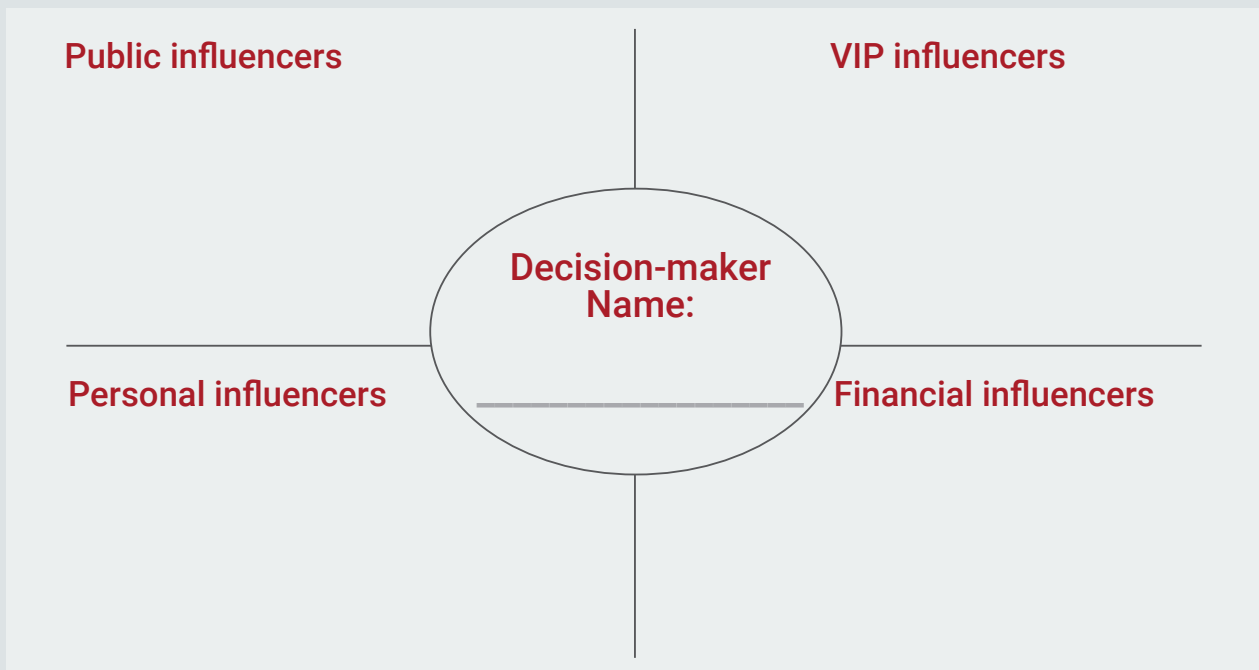 Public influencers
VIP influencers
Decision-maker
Name:
Personal influencers
Financial influencers